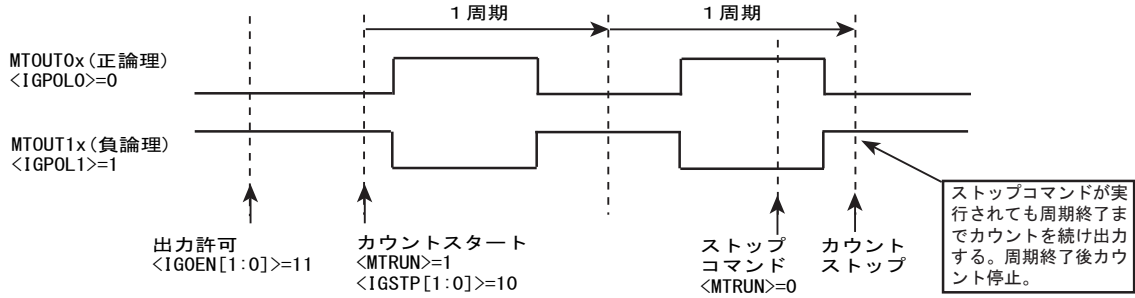 1周期
1周期
MTOUT0x(正論理)
<IGPOL0>=0
MTOUT1x(負論理)
<IGPOL1>=1
出力許可
<IGOEN[1:0]>=11
カウントスタート
<MTRUN>=1
<IGSTP[1:0]>=10
ストップ
コマンド
<MTRUN>=0
カウント
ストップ
ストップコマンドが実
行されても周期終了ま
でカウントを続け出力
する。周期終了後カウ
ント停止。